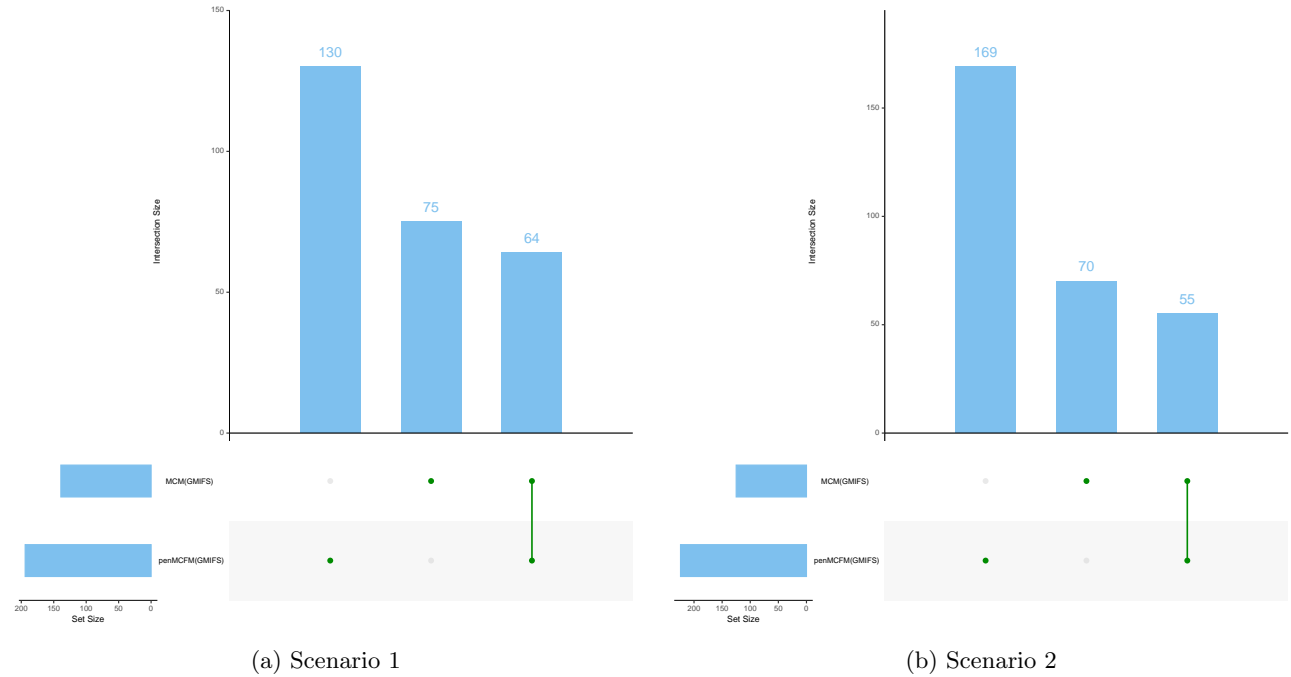 150
130
100
75
64
50
0
Intersection Size
MCM(GMIFS)
penMCFM(GMIFS)
200 150 100 50 0
Set Size
(a) Scenario 1
169
150
100
70
55
50
0
Intersection Size
MCM(GMIFS)
penMCFM(GMIFS)
200 150 100 50 0
Set Size
(b) Scenario 2